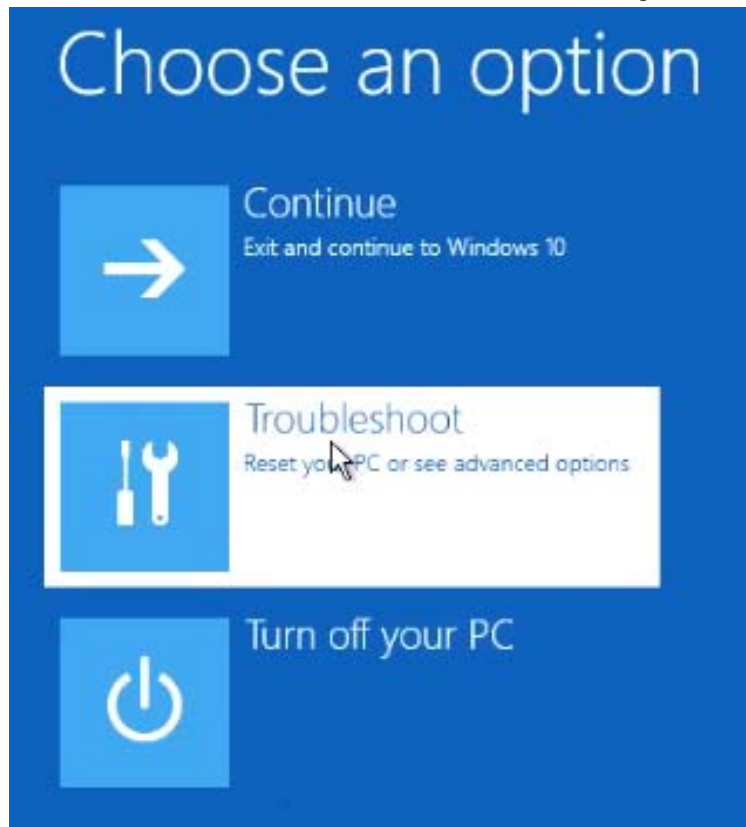 Choose an option
Continue
Exit and continue to Windows 10
Troubleshoot
Reset your PC or see advanced options
Turn off your PC